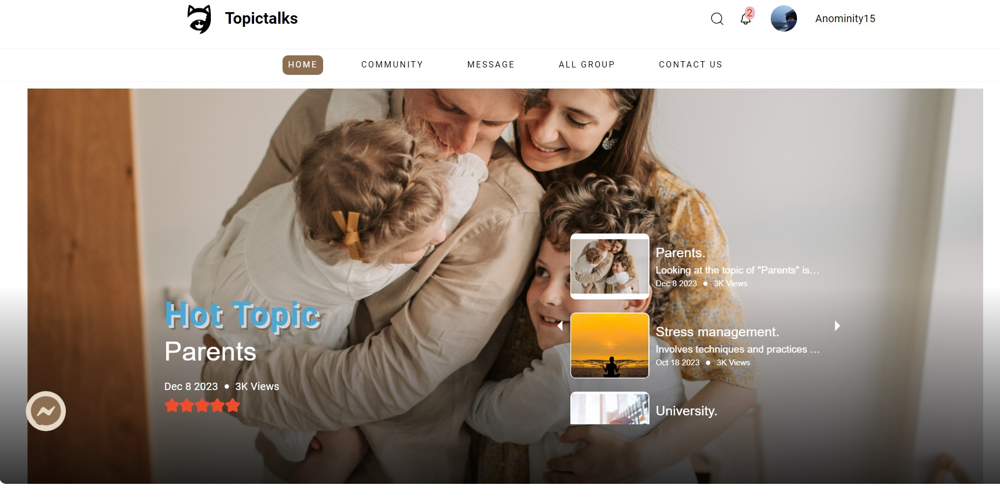 Topictalks
2
Anominity15
HOME
COMMUNITY
MESSAGE
ALL GROUP
CONTACT US
Hot Topic
Parents
Dec 8 2023 ● 3K Views
Parents.
Looking at the topic of "Parents" is...
Dec 8 2023 ● 3K Views
Stress management.
Involves techniques and practices ...
Oct 18 2023 ● 3K Views
University.